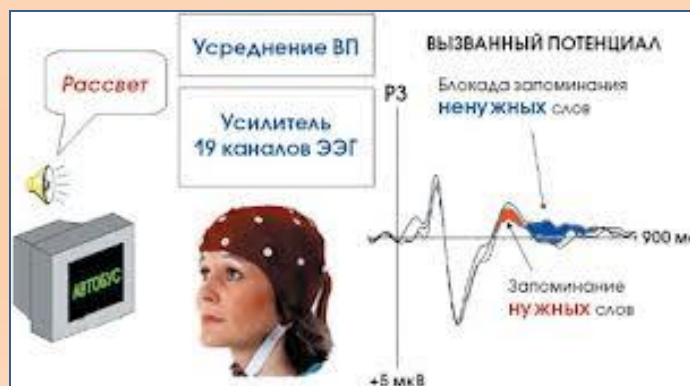 Рассвет
АВТОБУС
Усреднение ВП
Усилитель
19 каналов ЭЭГ
ВЫЗВАННЫЙ ПОТЕНЦИАЛ
P3
Блокада запоминания
ненужных слов
900 мс
Запоминание
нужных слов
+5 мкВ